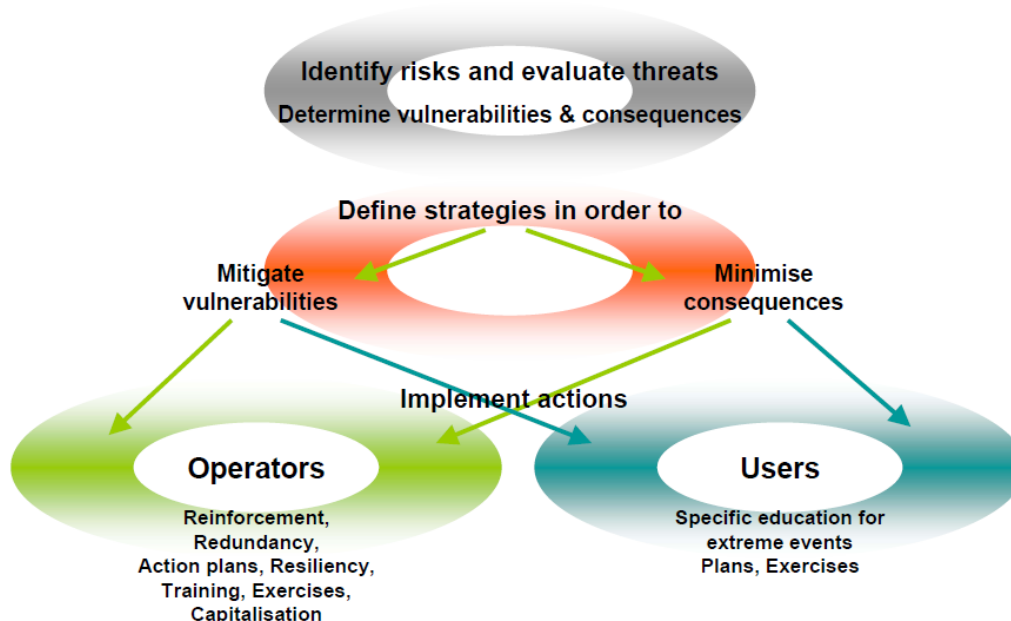 Identify risks and evaluate threats
Determine vulnerabilities & consequences
Define strategies in order to
Mitigate
vulnerabilities
Minimise
consequences
Implement actions
Operators
Reinforcement,
Redundancy,
Action plans, Resiliency,
Training, Exercises,
Capitalisation
Users
Specific education for
extreme events
Plans, Exercises